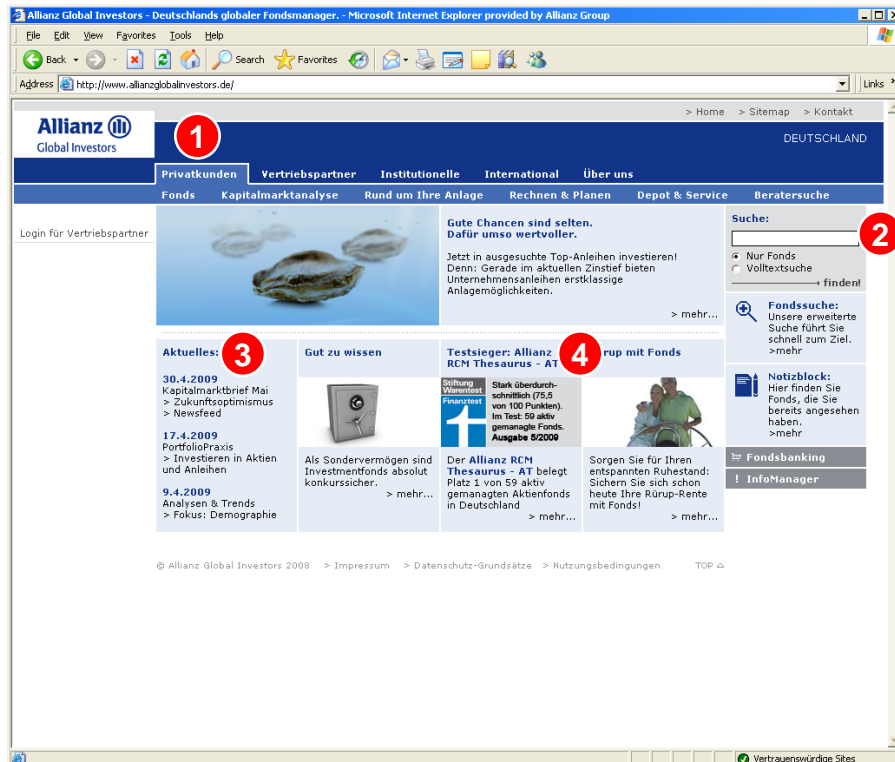 Allianz Global Investors - Deutschlands globaler Fondsmanager. - Microsoft Internet Explorer provided by Allianz Group
File Edit View Favorites Tools Help
Back Search Favorites
Address http://www.allianzglobalinvestors.de/ Links
> Home > Sitemap > Kontakt
Allianz
Global Investors
1
DEUTSCHLAND
Privatkunden Vertriebspartner Institutionelle International Über uns
Fonds Kapitalmarktanalyse Rund um Ihre Anlage Rechnen & Planen Depot & Service Beratersuche
Login für Vertriebspartner
Gute Chancen sind selten.
Dafür umso wertvoller.
Jetzt in ausgesuchte Top-Anleihen investieren!
Denn: Gerade im aktuellen Zinstief bieten
Unternehmensanleihen erstklassige
Anlagemöglichkeiten.
> mehr...
Suche:
2
Nur Fonds
Volltextsuche
finden!
Fondssuche:
Unsere erweiterte
Suche führt Sie
schnell zum Ziel.
>mehr
Notizblock:
Hier finden Sie
Fonds, die Sie
bereits angesehen
haben.
>mehr
Fondsbanking
! InfoManager
Aktuelles:
3
30.4.2009
Kapitalmarktbrief Mai
> Zukunftsoptimismus
> Newsfeed
17.4.2009
PortfolioPraxis
> Investieren in Aktien
und Anleihen
9.4.2009
Analysen & Trends
> Fokus: Demographie
Gut zu wissen
Als Sondervermögen sind
Investmentfonds absolut
konkurssicher.
> mehr...
Testsieger: Allianz
RCM Thesaurus - AT
4
Stiftung
Warentest
Finanztest
Stark überdurch-
schnittlich (75,5
von 100 Punkten).
Im Test: 59 aktiv
gemanagte Fonds.
Ausgabe 5/2009
Der Allianz RCM
Thesaurus - AT belegt
Platz 1 von 59 aktiv
gemanagten Aktienfonds
in Deutschland
> mehr...
rup mit Fonds
Sorgen Sie für Ihren
entspannten Ruhestand:
Sichern Sie sich schon
heute Ihre Rürup-Rente
mit Fonds!
> mehr...
© Allianz Global Investors 2008 > Impressum > Datenschutz-Grundsätze > Nutzungsbedingungen TOP
Vertrauenswürdige Sites